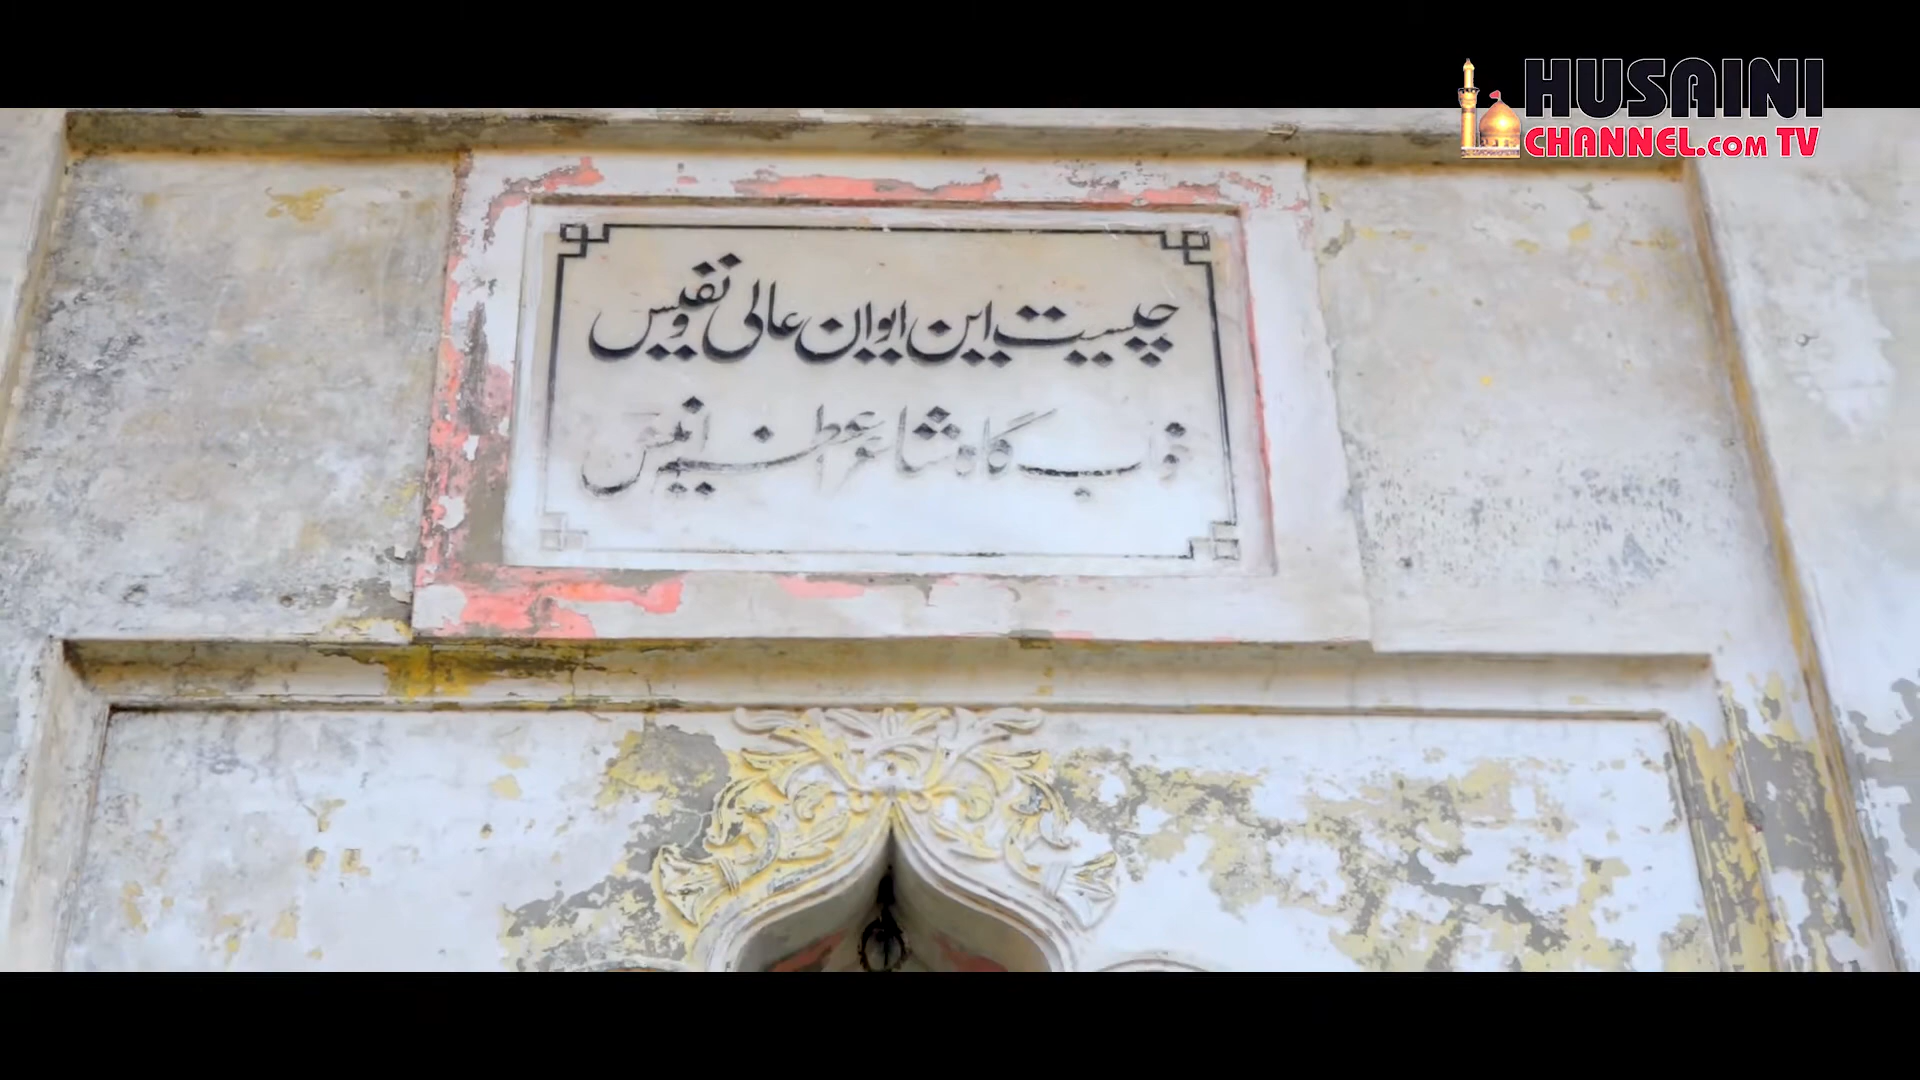 HUSAINI
CHANNEL.COM TV
چیست این ایوان عالی و نفیس
خوابگاہ شاعر عظیم انیس